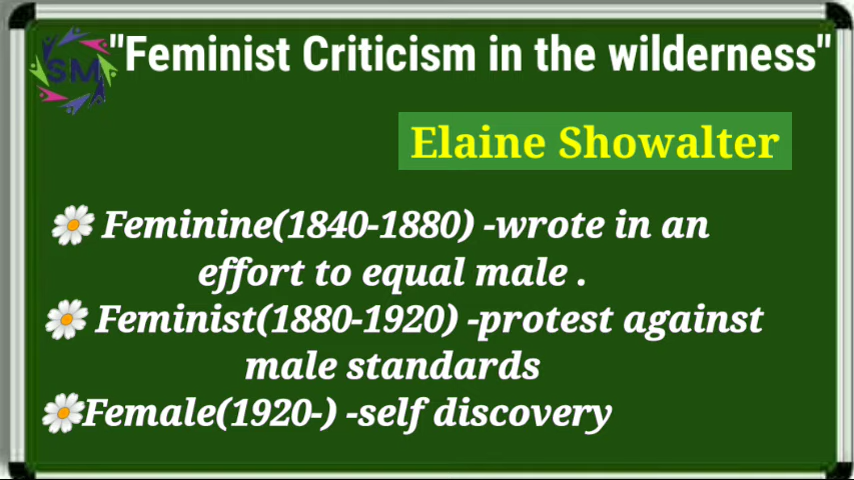 SM
"Feminist Criticism in the wilderness"
Elaine Showalter
Feminine(1840-1880) -wrote in an
effort to equal male .
Feminist(1880-1920) -protest against
male standards
Female(1920-) -self discovery